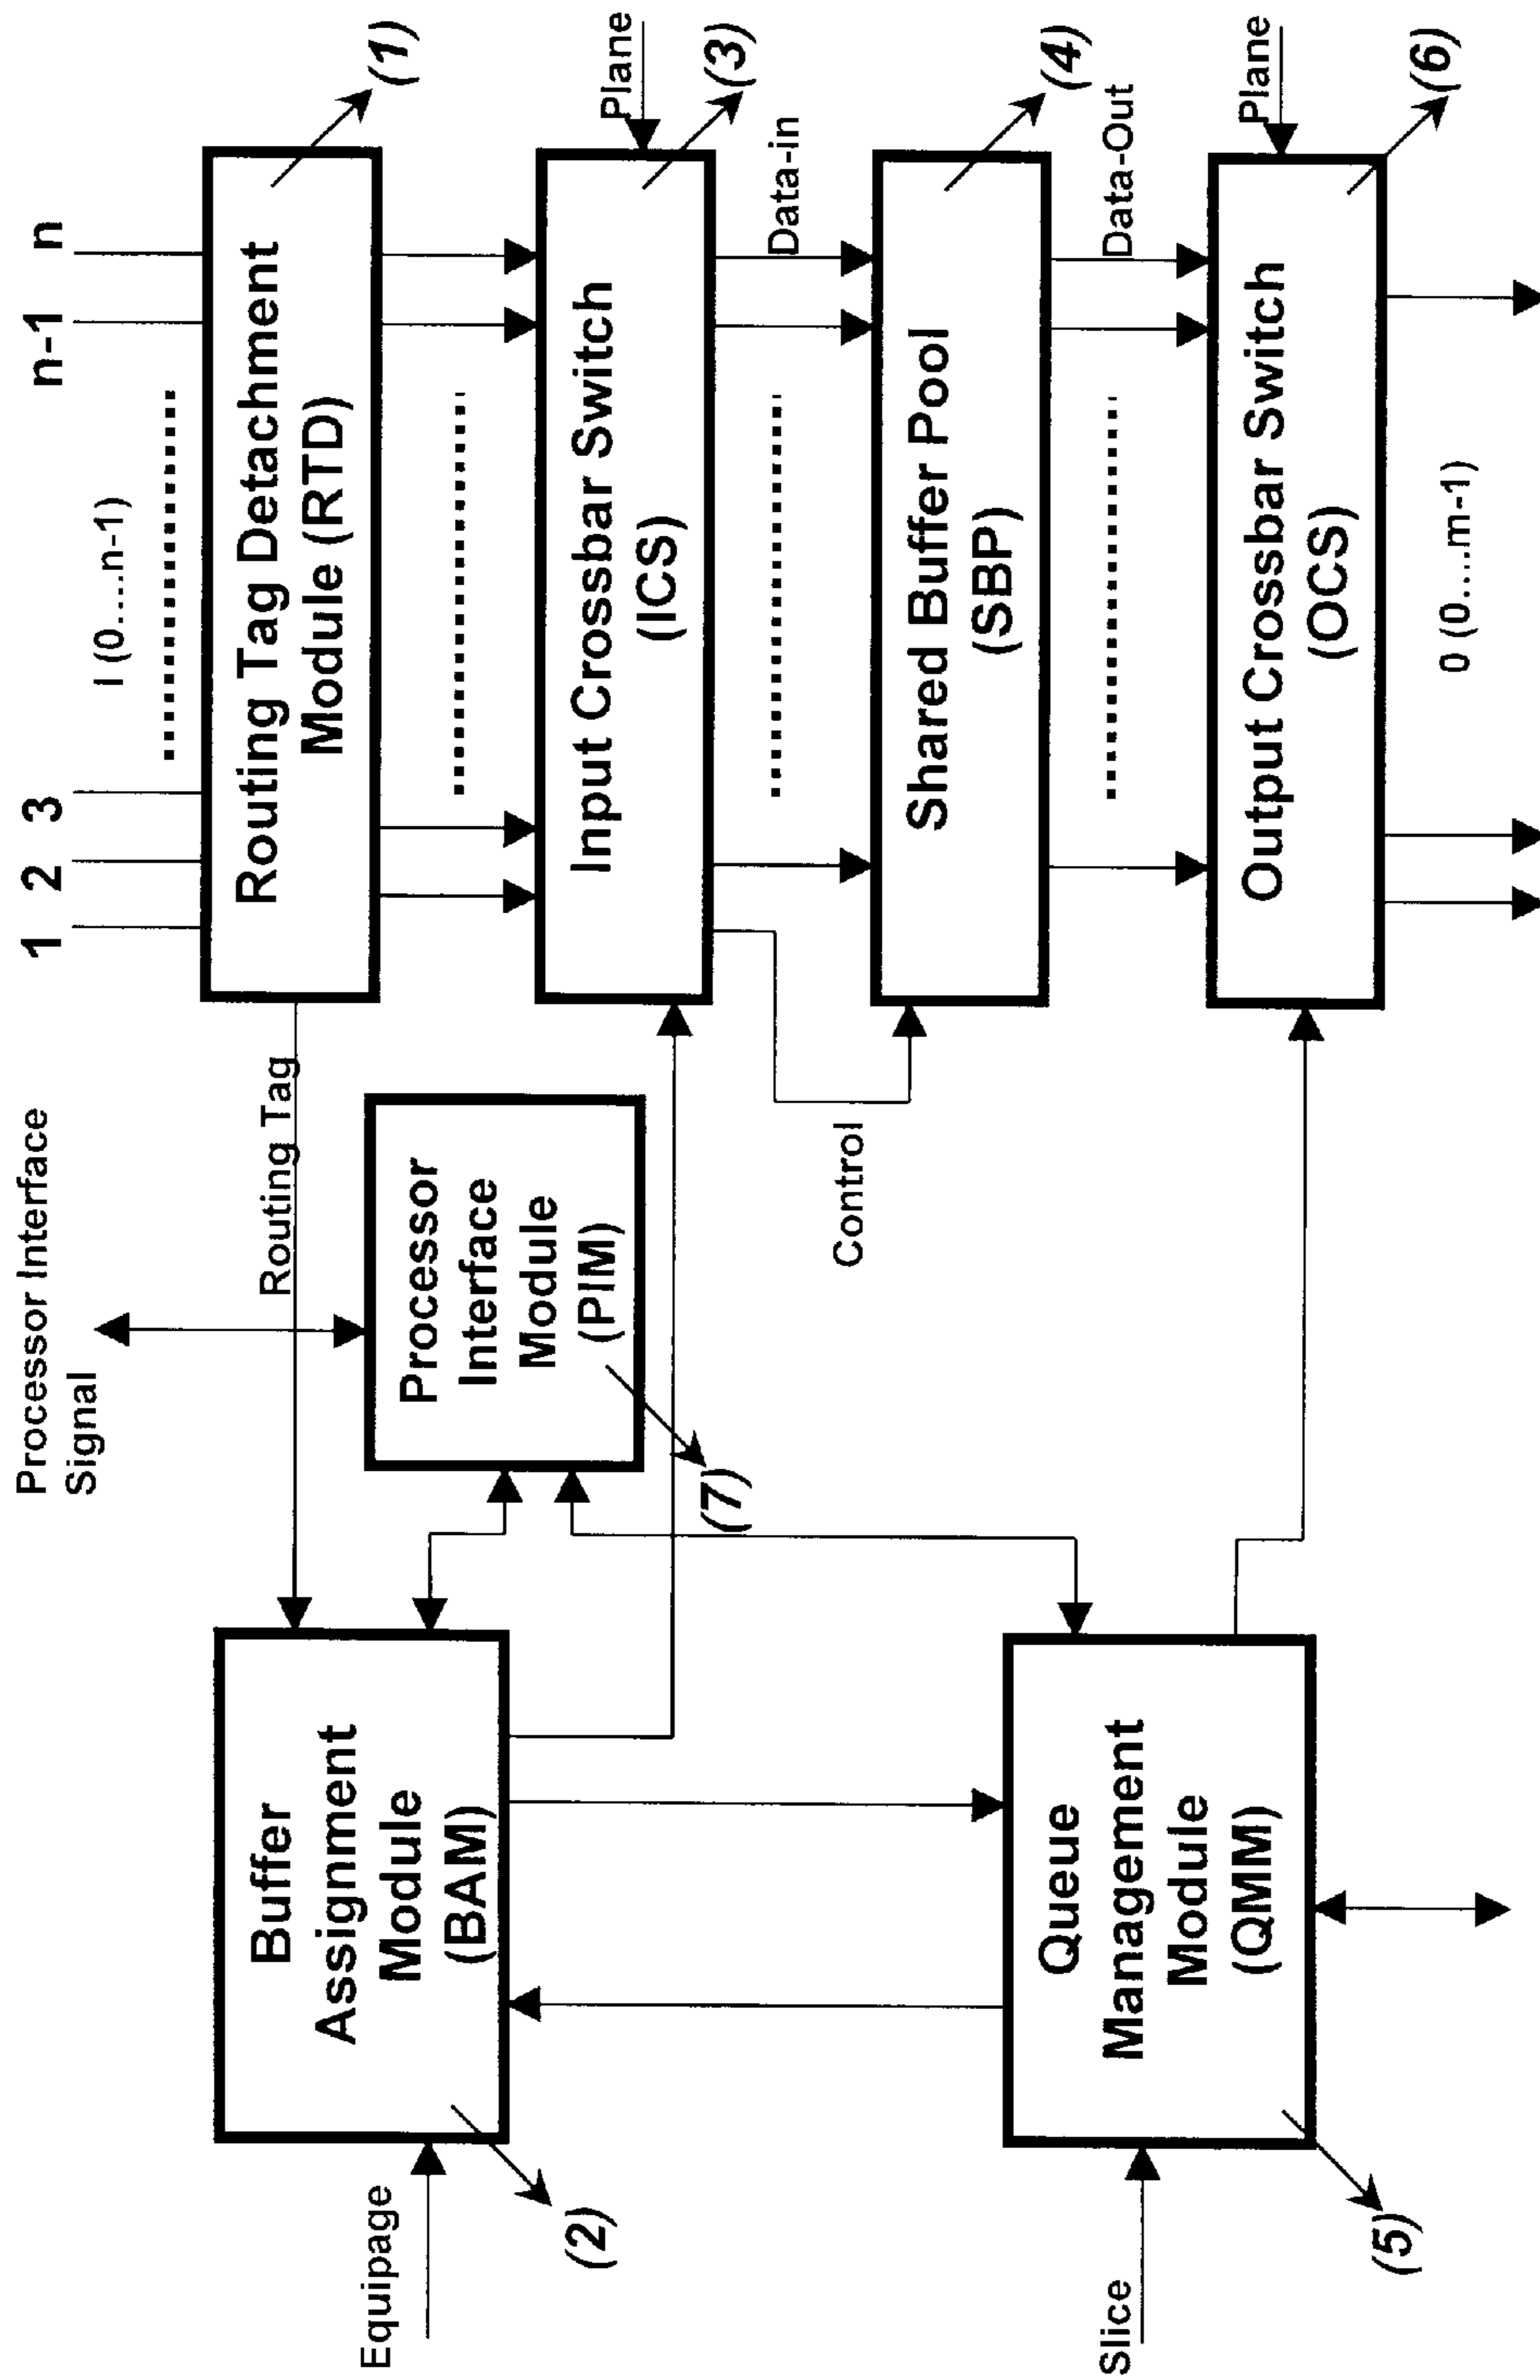 1 2 3 n-1 n
I (0....n-1)
Processor Interface
Signal
Routing Tag
Routing Tag Detachment
Module (RTD)
(1)
Equipage
Buffer
Assignment
Module
(BAM)
(2)
Processor
Interface
Module
(PIM)
(7)
Plane
Input Crossbar Switch
(ICS)
(3)
Control
Data-in
Shared Buffer Pool
(SBP)
(4)
Data-Out
Slice
Queue
Management
Module
(QMM)
(5)
Plane
Output Crossbar Switch
(OCS)
(6)
0 (0....m-1)